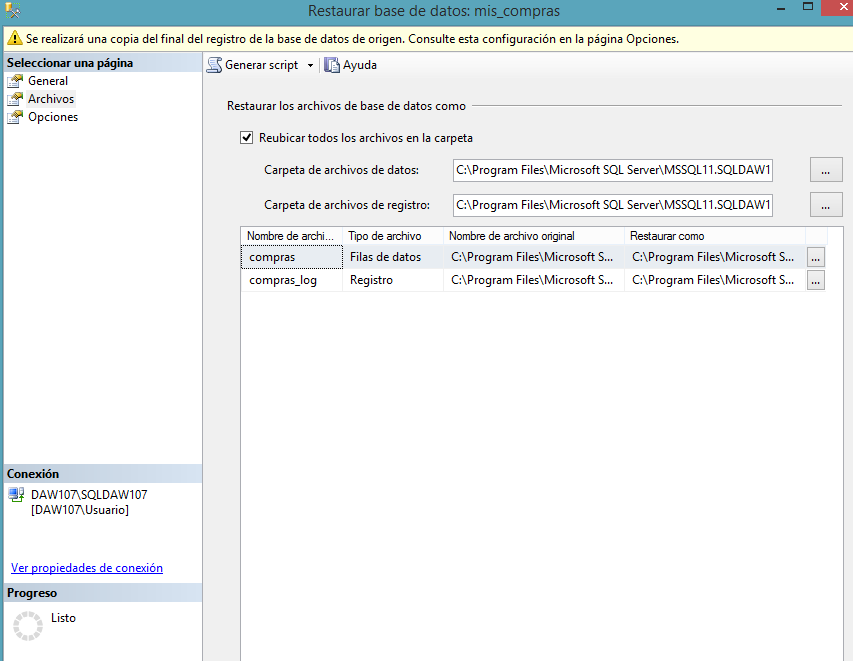 Restaurar base de datos: mis_compras
Se realizará una copia del final del registro de la base de datos de origen. Consulte esta configuración en la página Opciones.
Seleccionar una página
General
Archivos
Opciones
Generar script
Ayuda
Restaurar los archivos de base de datos como
Reubicar todos los archivos en la carpeta
Carpeta de archivos de datos: C:\Program Files\Microsoft SQL Server\MSSQL11.SQLDAW1 ...
Carpeta de archivos de registro: C:\Program Files\Microsoft SQL Server\MSSQL11.SQLDAW1 ...
Nombre de archi... Tipo de archivo Nombre de archivo original Restaurar como
compras Filas de datos C:\Program Files\Microsoft S... C:\Program Files\Microsoft S... ...
compras_log Registro C:\Program Files\Microsoft S... C:\Program Files\Microsoft S... ...
Conexión
DAW107\SQLDAW107
[DAW107\Usuario]
Ver propiedades de conexión
Progreso
Listo